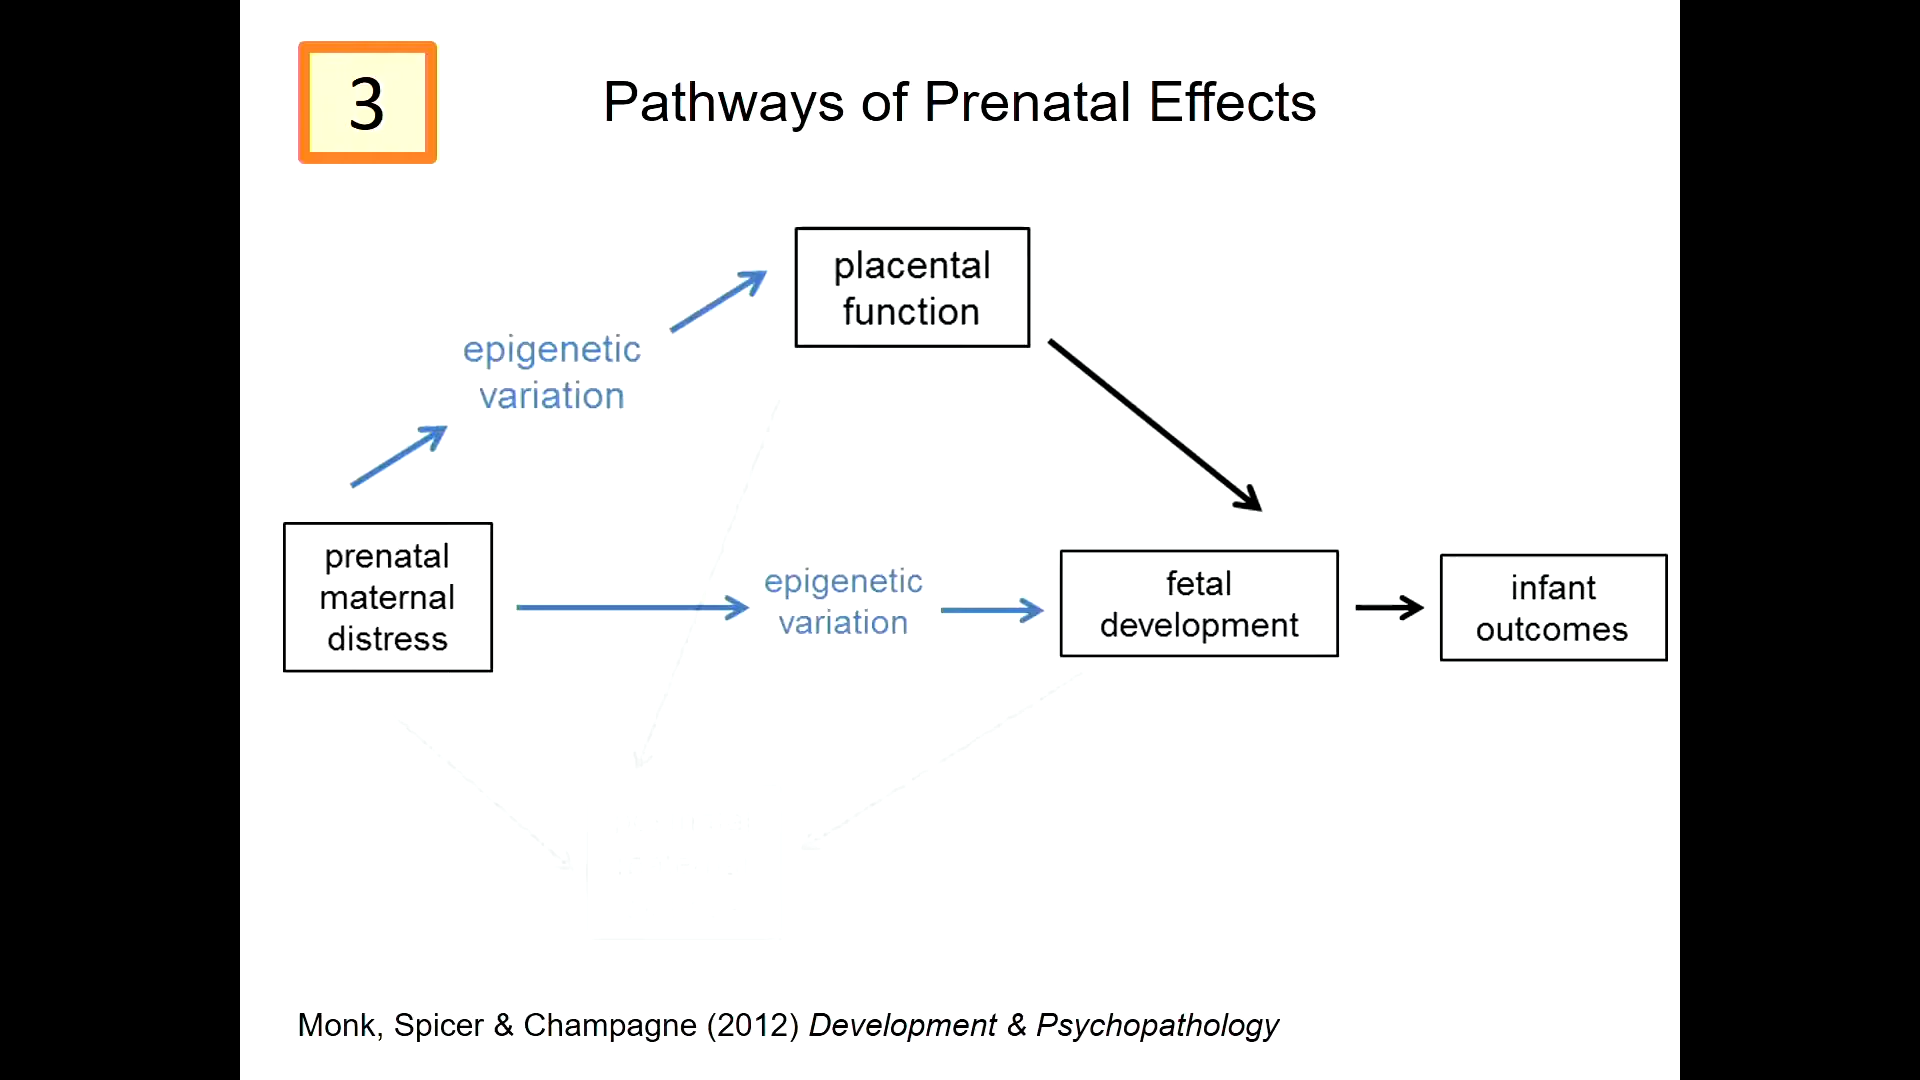 3
Pathways of Prenatal Effects
placental
function
epigenetic
variation
prenatal
maternal
distress
epigenetic
variation
fetal
development
infant
outcomes
Monk, Spicer & Champagne (2012) Development & Psychopathology